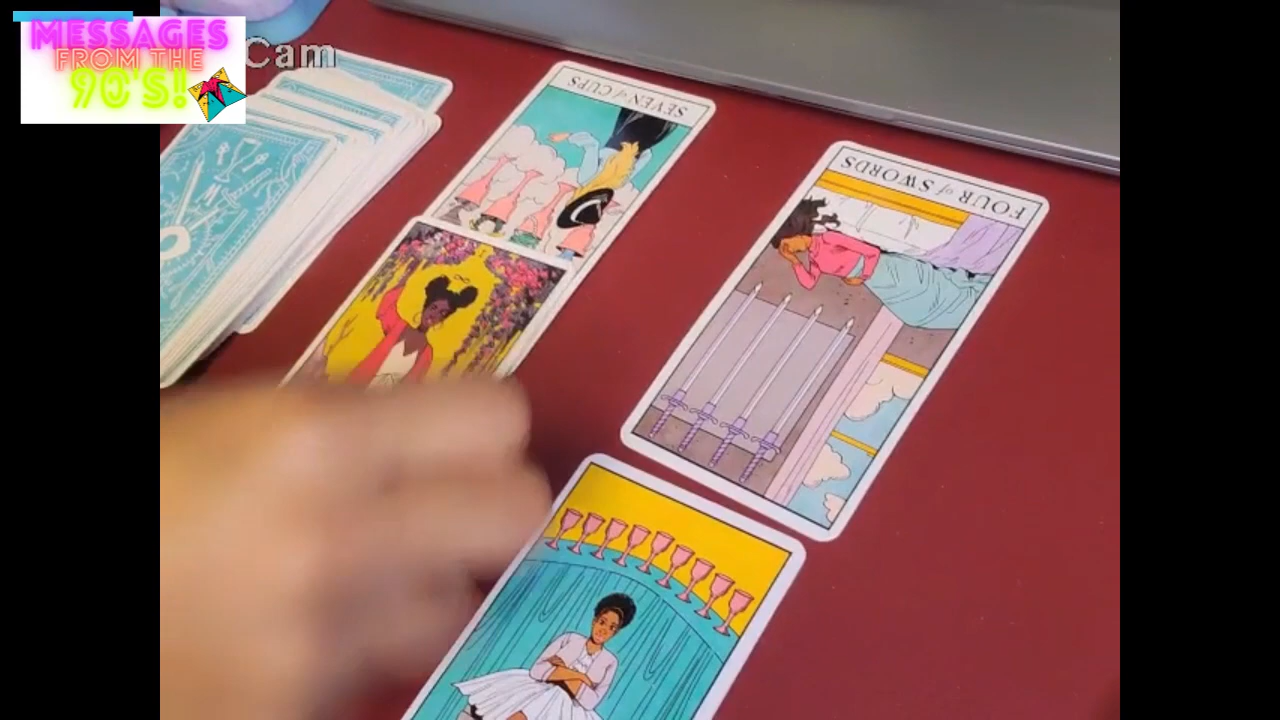 MESSAGES
FROM THE
90'S!
Cam
SEVEN of CUPS
FOUR of SWORDS